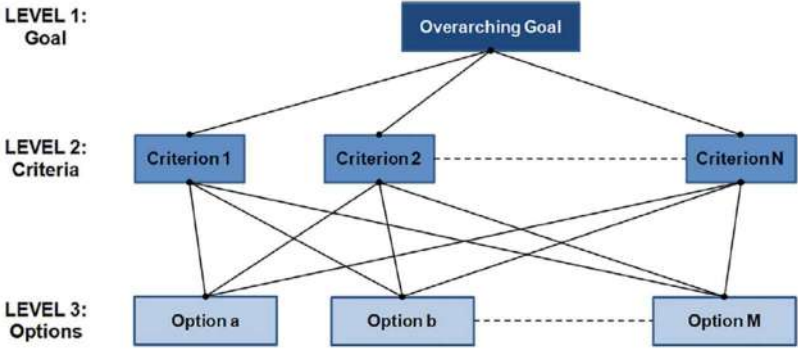 LEVEL 1:
Goal
Overarching Goal
LEVEL 2:
Criteria
Criterion 1
Criterion 2
Criterion N
LEVEL 3:
Options
Option a
Option b
Option M